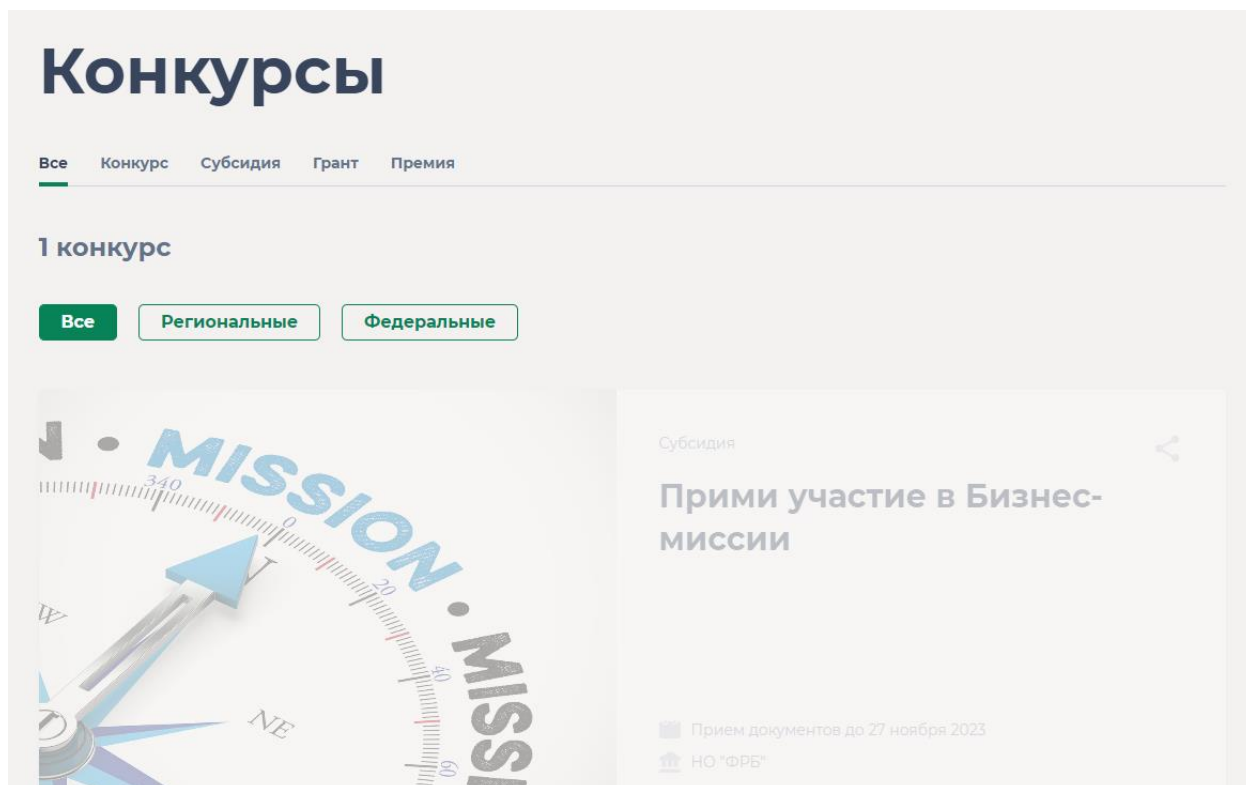 Конкурсы
Все Конкурс Субсидия Грант Премия
1 конкурс
Все Региональные Федеральные
Субсидия
Прими участие в Бизнес-
миссии
Прием документов до 27 ноября 2023
НО "ФРБ"
MISSION
340
0
20
40
60
W
NE
MISS